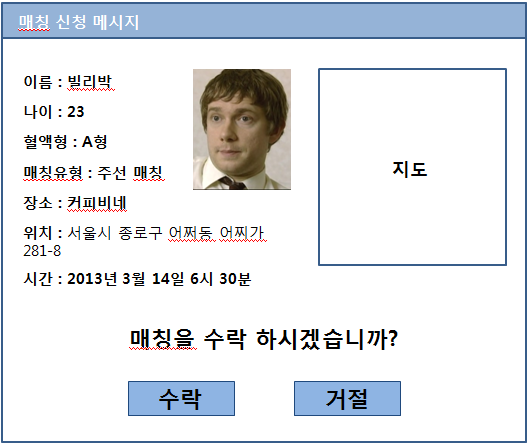 매칭 신청 메시지
이름 : 빌리박
나이 : 23
혈액형 : A형
매칭유형 : 주선 매칭
장소 : 커피비네
위치 : 서울시 종로구 어쩌동 어찌가
281-8
시간 : 2013년 3월 14일 6시 30분
지도
매칭을 수락 하시겠습니까?
수락
거절